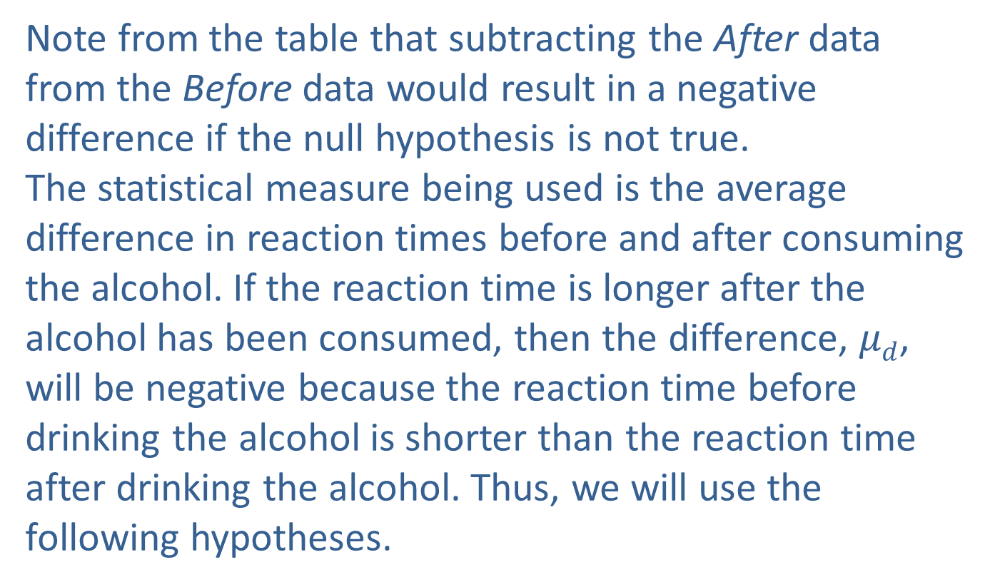 Note from the table that subtracting the After data
from the Before data would result in a negative
difference if the null hypothesis is not true.
The statistical measure being used is the average
difference in reaction times before and after consuming
the alcohol. If the reaction time is longer after the
alcohol has been consumed, then the difference, μ_d,
will be negative because the reaction time before
drinking the alcohol is shorter than the reaction time
after drinking the alcohol. Thus, we will use the
following hypotheses.